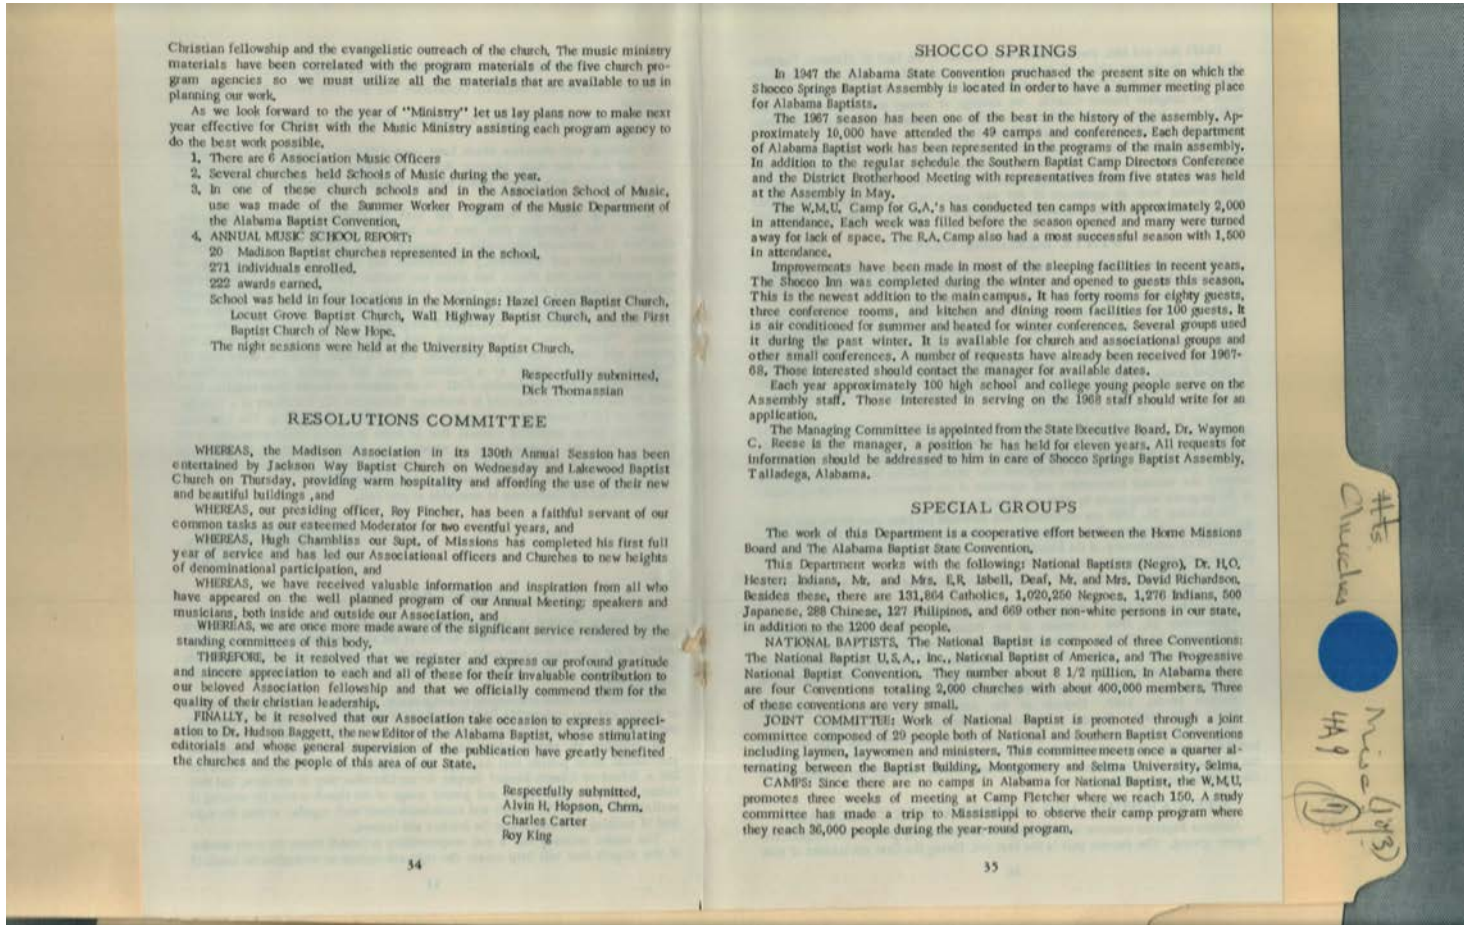 Christian fellowship and the evangelistic outreach of the church. The music ministry
materials have been correlated with the program materials of the five church pro-
gram agencies so we must utilize all the materials that are available to us in
planning our work.
As we look forward to the year of "Ministry" let us lay plans now to make next
year effective for Christ with the Music Ministry assisting each program agency to
do the best work possible.
1. There are 6 Association Music Officers
2. Several churches held Schools of Music during the year.
3. In one of these church schools and in the Association School of Music,
use was made of the Summer Worker Program of the Music Department of
the Alabama Baptist Convention.
4. ANNUAL MUSIC SCHOOL REPORT:
20 Madison Baptist churches represented in the school.
271 individuals enrolled.
222 awards earned.
School was held in four locations in the Mornings: Hazel Green Baptist Church,
Locust Grove Baptist Church, Wall Highway Baptist Church, and the First
Baptist Church of New Hope.
The night sessions were held at the University Baptist Church.
Respectfully submitted,
Dick Thomassian
RESOLUTIONS COMMITTEE
WHEREAS, the Madison Association in its 130th Annual Session has been
entertained by Jackson Way Baptist Church on Wednesday and Lakewood Baptist
Church on Thursday, providing warm hospitality and affording the use of their new
and beautiful buildings ,and
WHEREAS, our presiding officer, Roy Pincher, has been a faithful servant of our
common tasks as our esteemed Moderator for two eventful years, and
WHEREAS, Hugh Chambliss our Supt. of Missions has completed his first full
year of service and has led our Associational officers and Churches to new heights
of denominational participation, and
WHEREAS, we have received valuable information and inspiration from all who
have appeared on the well planned program of our Annual Meeting; speakers and
musicians, both inside and outside our Association, and
WHEREAS, we are once more made aware of the significant service rendered by the
standing committees of this body.
THEREFORE, be it resolved that we register and express our profound gratitude
and sincere appreciation to each and all of these for their invaluable contribution to
our beloved Association fellowship and that we officially commend them for the
quality of their christian leadership.
FINALLY, be it resolved that our Association take occasion to express appreci-
ation to Dr. Hudson Baggett, the new Editor of the Alabama Baptist, whose stimulating
editorials and whose general supervision of the publication have greatly benefited
the churches and the people of this area of our State.
Respectfully submitted,
Alvin H. Hopson, Chrm.
Charles Carter
Roy King
34
SHOCCO SPRINGS
In 1947 the Alabama State Convention pruchased the present site on which the
Shocco Springs Baptist Assembly is located in order to have a summer meeting place
for Alabama Baptists.
The 1967 season has been one of the best in the history of the assembly. Ap-
proximately 10,000 have attended the 49 camps and conferences. Each department
of Alabama Baptist work has been represented in the programs of the main assembly.
In addition to the regular schedule the Southern Baptist Camp Directors Conference
and the District Brotherhood Meeting with representatives from five states was held
at the Assembly in May.
The W.M.U. Camp for G.A.'s has conducted ten camps with approximately 2,000
in attendance. Each week was filled before the season opened and many were turned
away for lack of space. The R.A. Camp also had a most successful season with 1,500
in attendance.
Improvements have been made in most of the sleeping facilities in recent years.
The Shocco Inn was completed during the winter and opened to guests this season.
This is the newest addition to the main campus. It has forty rooms for eighty guests,
three conference rooms, and kitchen and dining room facilities for 100 guests. It
is air conditioned for summer and heated for winter conferences. Several groups used
it during the past winter. It is available for church and associational groups and
other small conferences. A number of requests have already been received for 1967-
68. Those interested should contact the manager for available dates.
Each year approximately 100 high school and college young people serve on the
Assembly staff. Those interested in serving on the 1968 staff should write for an
application.
The Managing Committee is appointed from the State Executive Board. Dr. Waymon
C. Reese is the manager, a position he has held for eleven years. All requests for
information should be addressed to him in care of Shocco Springs Baptist Assembly,
Talladega, Alabama.
SPECIAL GROUPS
The work of this Department is a cooperative effort between the Home Missions
Board and The Alabama Baptist State Convention.
This Department works with the following: National Baptists (Negro), Dr. H.O.
Hester; Indians, Mr. and Mrs. E.R. Isbell, Deaf, Mr. and Mrs. David Richardson.
Besides these, there are 131,864 Catholics, 1,020,250 Negroes, 1,276 Indians, 500
Japanese, 288 Chinese, 127 Philipinos, and 669 other non-white persons in our state,
in addition to the 1200 deaf people.
NATIONAL BAPTISTS. The National Baptist is composed of three Conventions:
The National Baptist U.S.A., Inc., National Baptist of America, and The Progressive
National Baptist Convention. They number about 8 1/2 million. In Alabama there
are four Conventions totaling 2,000 churches with about 400,000 members. Three
of these conventions are very small.
JOINT COMMITTEE: Work of National Baptist is promoted through a joint
committee composed of 29 people both of National and Southern Baptist Conventions
including laymen, laywomen and ministers. This committee meets once a quarter al-
ternating between the Baptist Building, Montgomery and Selma University, Selma.
CAMPS: Since there are no camps in Alabama for National Baptist, the W.M.U.
promotes three weeks of meeting at Camp Fletcher where we reach 150. A study
committee has made a trip to Mississippi to observe their camp program where
they reach 36,000 people during the year-round program.
35
Hts.
Churches
Misc (1 of 3)